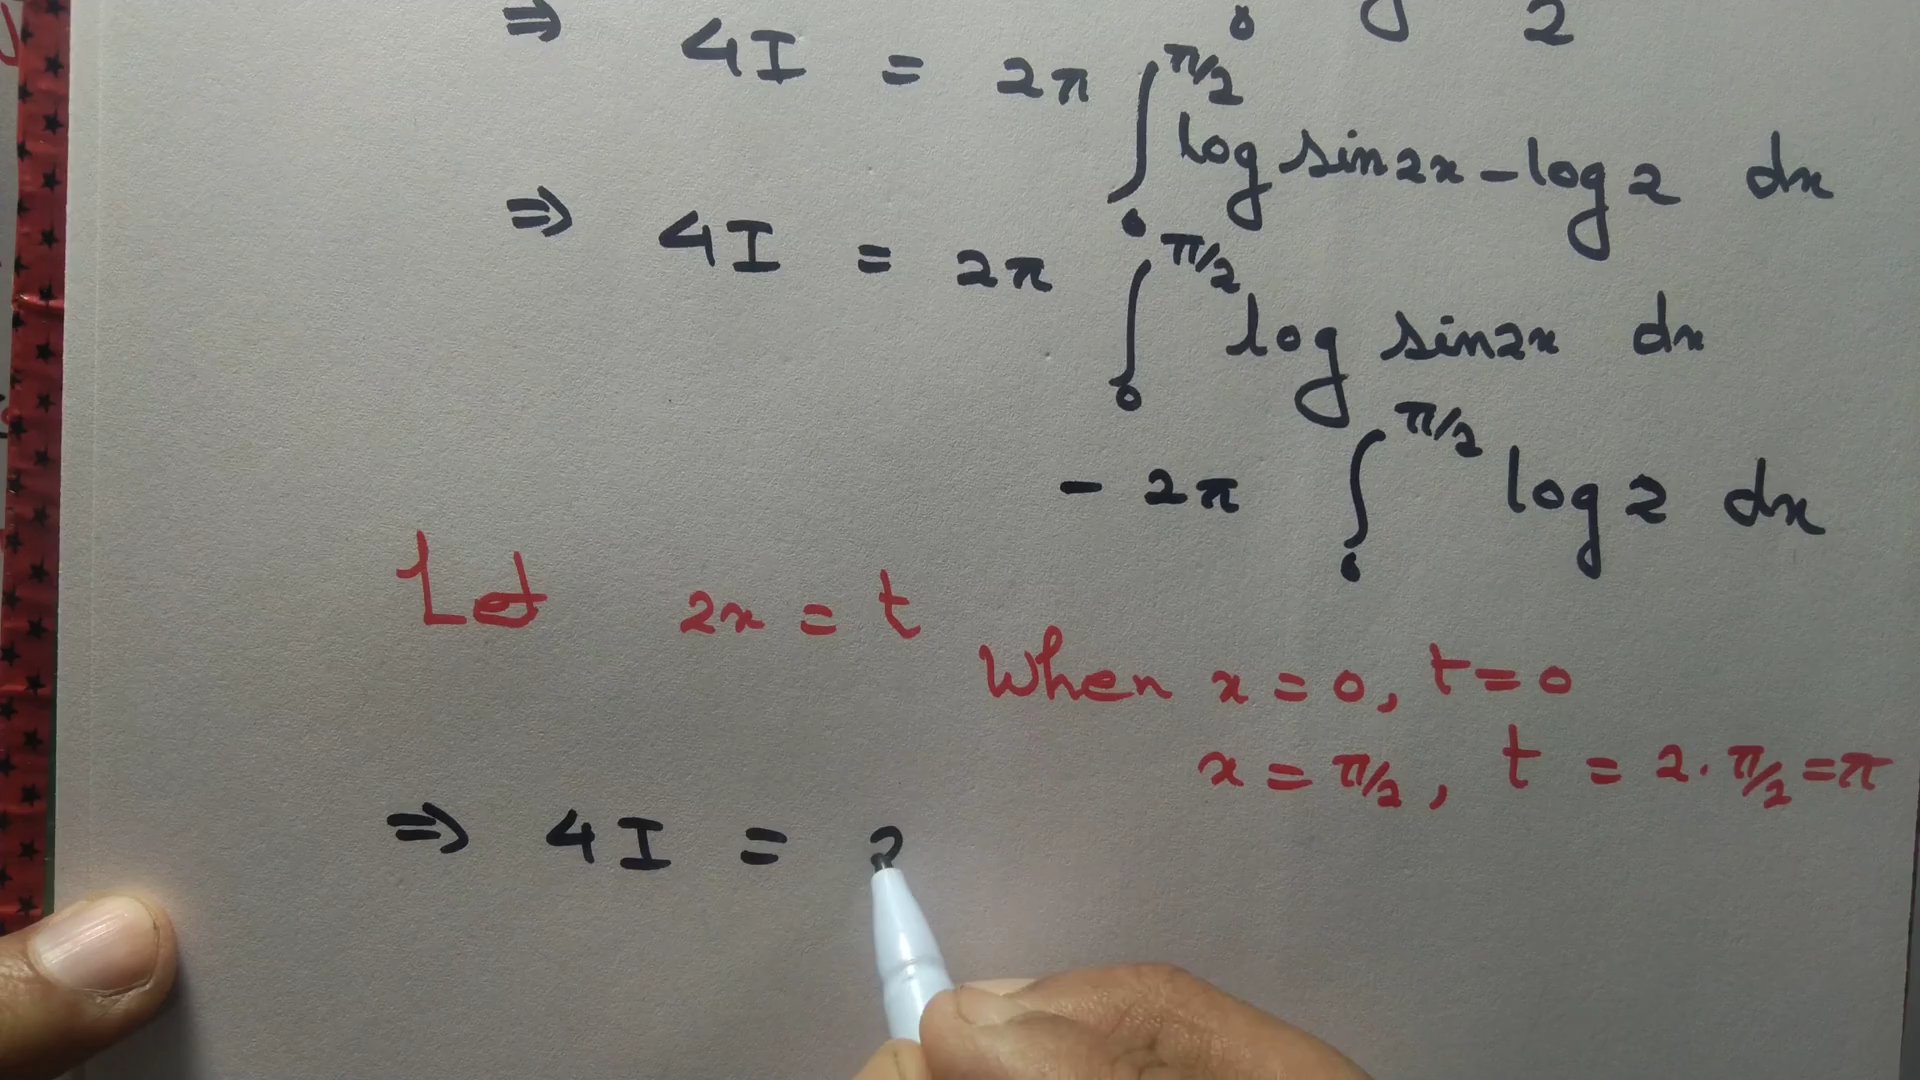 ⇒ 4I = 2π ∫₀^{π/2} log sin2x - log 2 dx
⇒ 4I = 2π ∫₀^{π/2} log sin2x dx
- 2π ∫₀^{π/2} log 2 dx
Let 2x = t
When x = 0, t = 0
x = π/2, t = 2·π/2 = π
⇒ 4I = 2